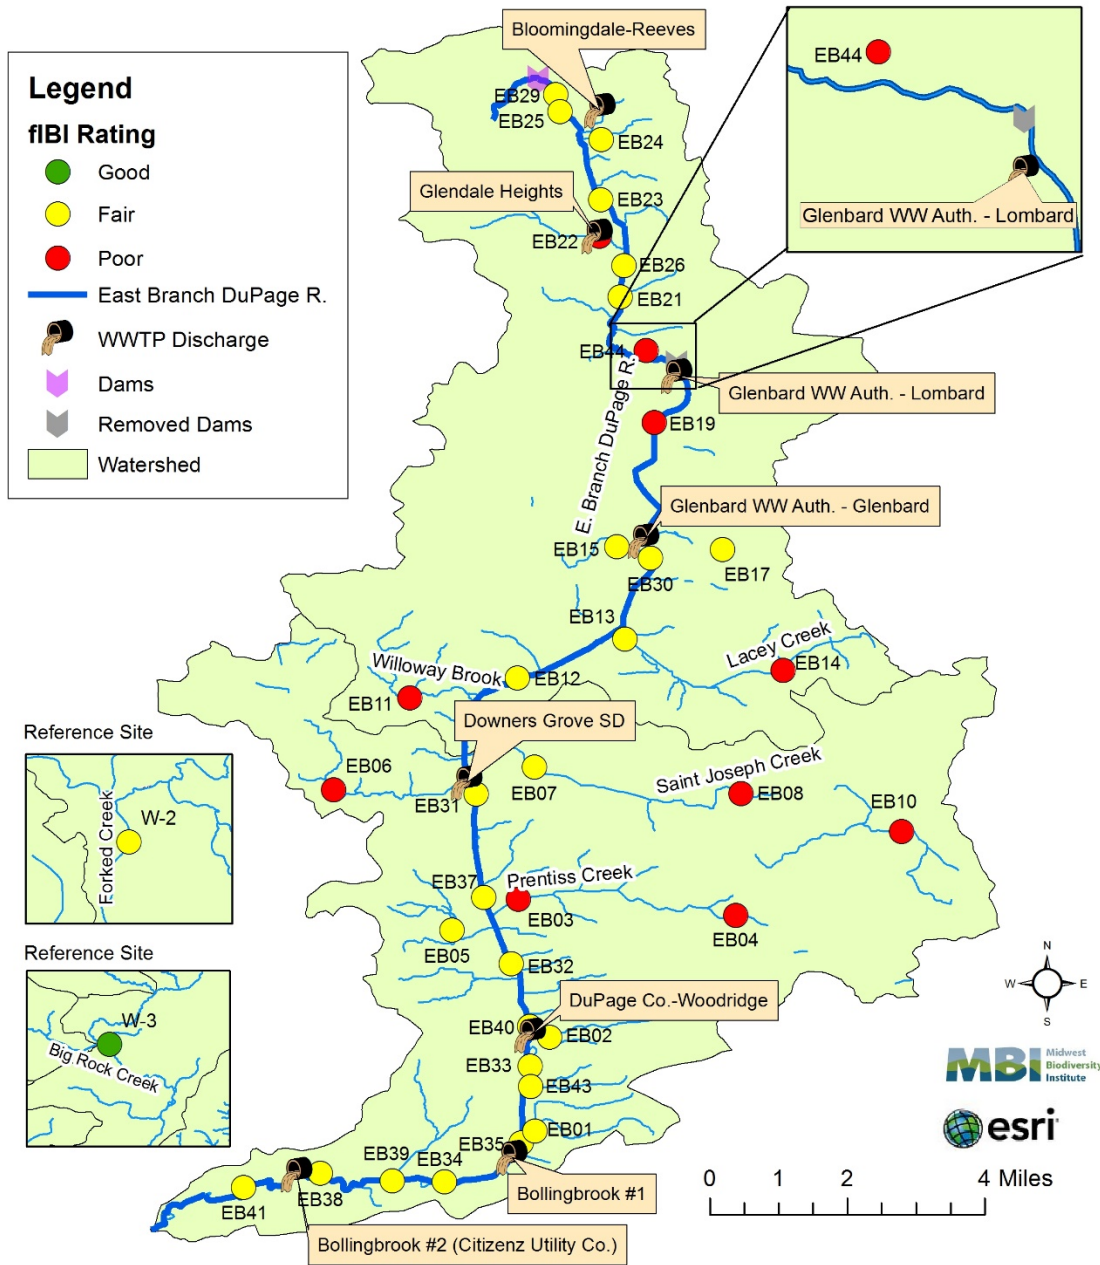 Legend
fIBI Rating
Good
Fair
Poor
East Branch DuPage R.
WWTP Discharge
Dams
Removed Dams
Watershed
Bloomingdale-Reeves
EB29
EB25
EB24
Glendale Heights
EB23
EB22
EB26
EB21
EB44
Glenbard WW Auth. - Lombard
EB44
Glenbard WW Auth. - Lombard
EB19
E. Branch DuPage R.
Glenbard WW Auth. - Glenbard
EB15
EB17
EB30
EB13
Lacey Creek
EB14
Willoway Brook
EB12
EB11
Downers Grove SD
EB06
EB31
EB07
Saint Joseph Creek
EB08
EB10
EB37
Prentiss Creek
EB03
EB04
EB05
EB32
DuPage Co.-Woodridge
EB40
EB02
EB33
EB43
EB01
EB35
EB39
EB34
EB38
EB41
Bollingbrook #1
Bollingbrook #2 (Citizenz Utility Co.)
Reference Site
Forked Creek
W-2
Reference Site
W-3
Big Rock Creek
N
W
E
S
MBI Midwest
Biodiversity
Institute
esri
0 1 2 4 Miles